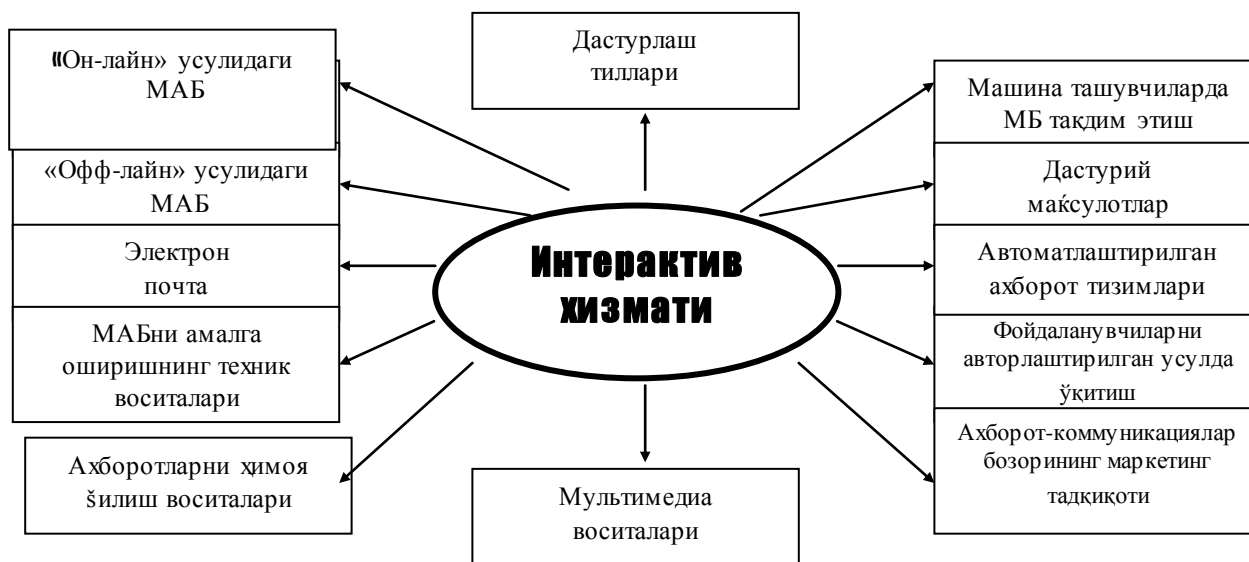 «Он-лайн» усулидаги
МАБ
«Офф-лайн» усулидаги
МАБ
Электрон
почта
МАБни амалга
оширишнинг техник
воситалари
Ахборотларни ҳимоя
šилиш воситалари
Дастурлаш
тиллари
Интерактив
хизмати
Мультимедиа
воситалари
Машина ташувчиларда
МБ тақдим этиш
Дастурий
маќсулотлар
Автоматлаштирилган
ахборот тизимлари
Фойдаланувчиларни
авторлаштирилган усулда
ўқитиш
Ахборот-коммуникациялар
бозорининг маркетинг
тадқиқоти